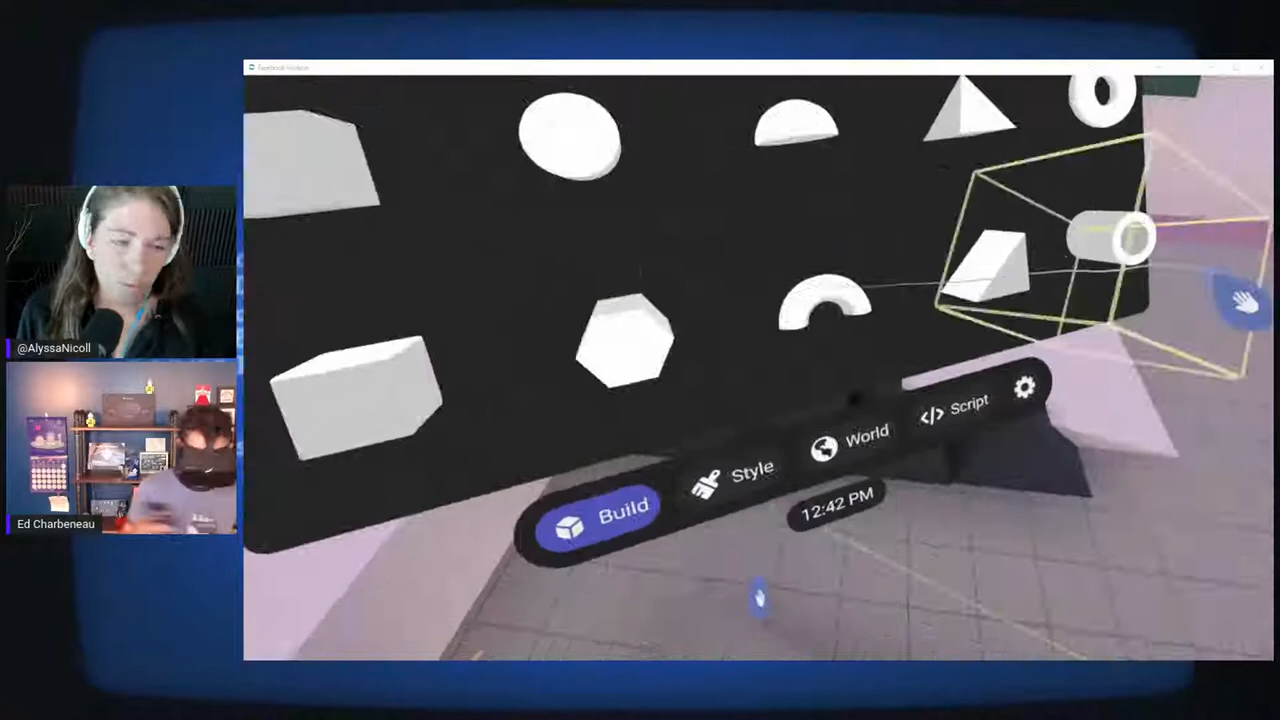 Script
World
Style
Build
12:42 PM
@AlyssaNicoll
Ed Charbeneau